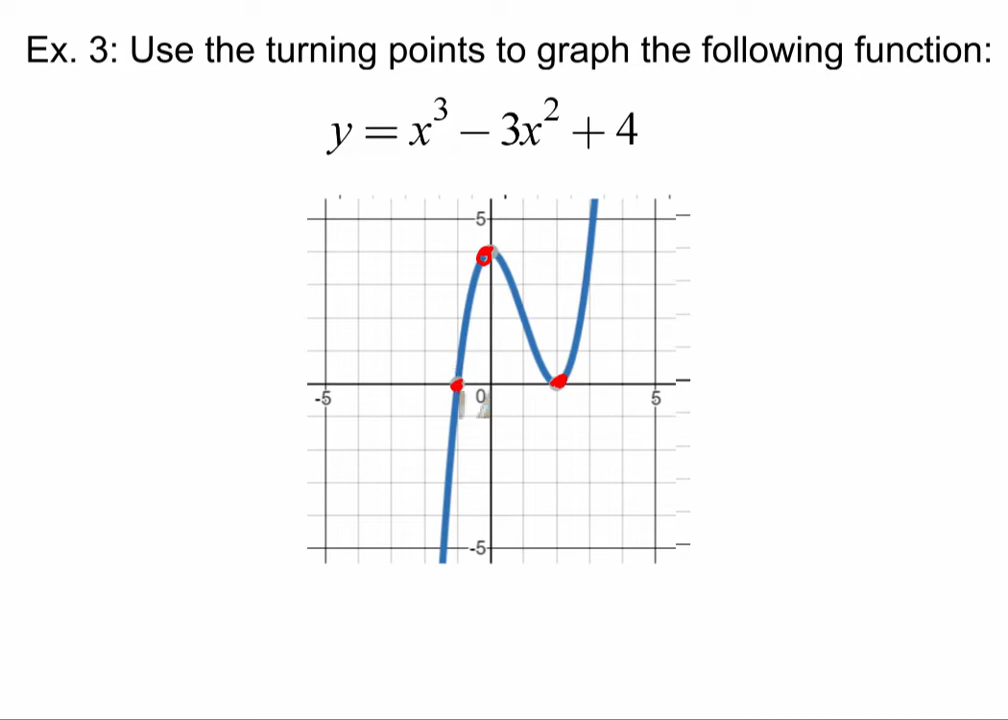 Ex. 3: Use the turning points to graph the following function:
y = x³ − 3x² + 4
5
-5 0 5
-5